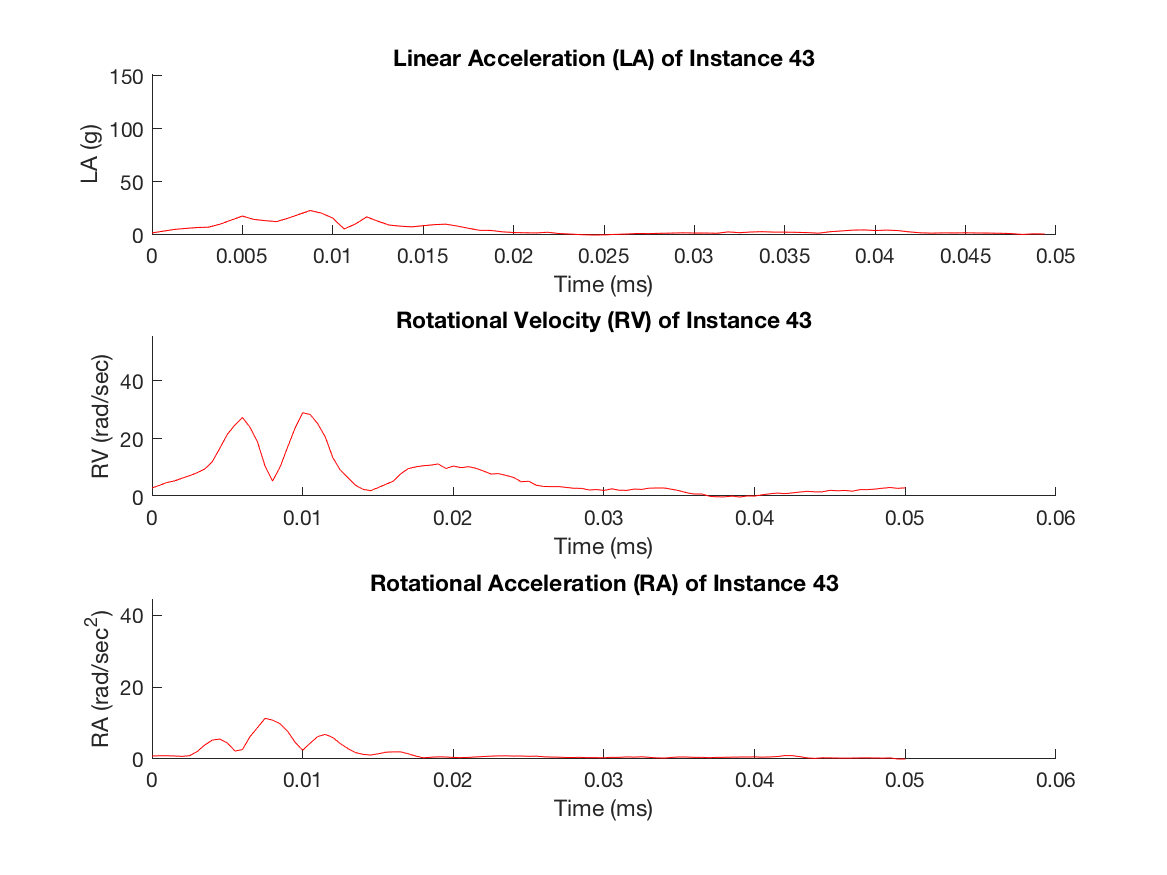 Linear Acceleration (LA) of Instance 43
150
100
50
0
LA (g)
0 0.005 0.01 0.015 0.02 0.025 0.03 0.035 0.04 0.045 0.05
Time (ms)
Rotational Velocity (RV) of Instance 43
40
20
0
RV (rad/sec)
0 0.01 0.02 0.03 0.04 0.05 0.06
Time (ms)
Rotational Acceleration (RA) of Instance 43
40
20
0
RA (rad/sec²)
0 0.01 0.02 0.03 0.04 0.05 0.06
Time (ms)